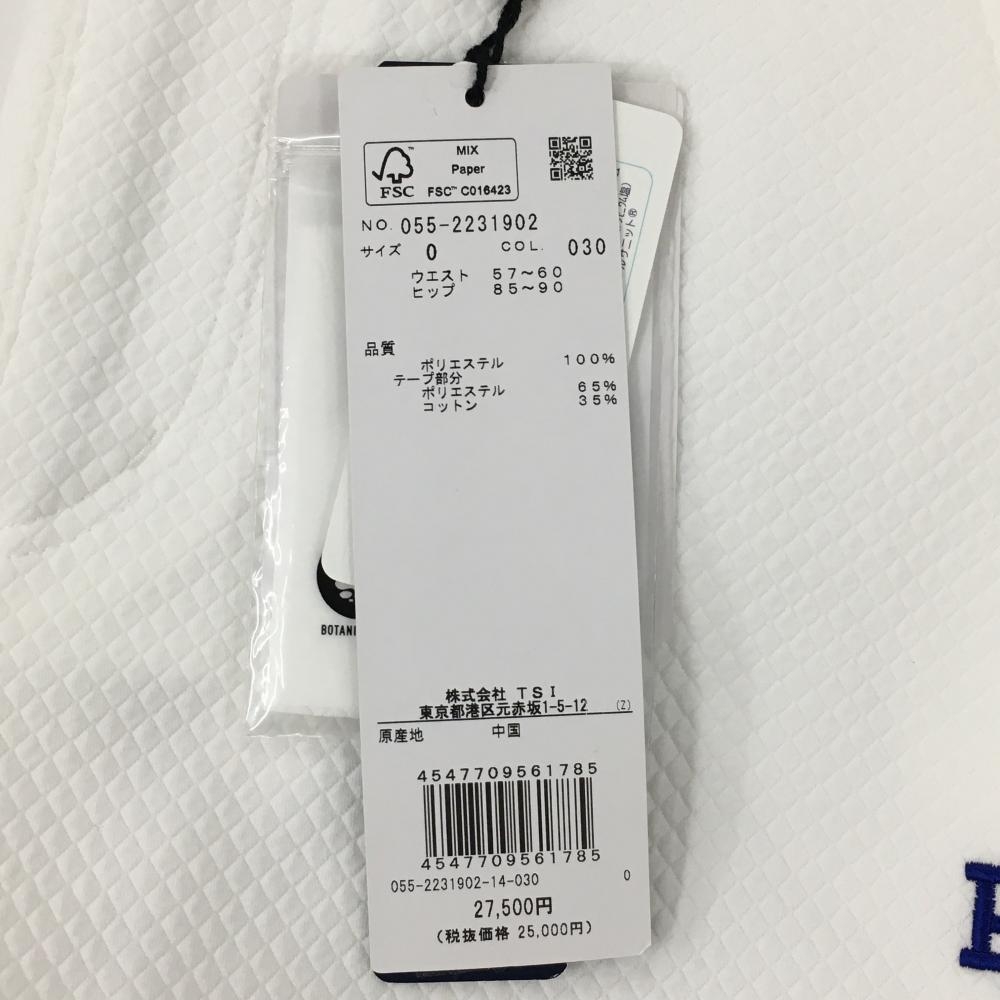 MIX
Paper
FSC™ C016423
FSC
NO. 055-2231902
サイズ 0 COL. 030
ウエスト 57～60
ヒップ 85～90
品質
ポリエステル 100%
テープ部分
ポリエステル 65%
コットン 35%
株式会社 TSI
東京都港区元赤坂1-5-12 (Z)
原産地 中国
4547709561785
4547709561785
055-2231902-14-030 0
27,500円
(税抜価格 25,000円)
BOTANI